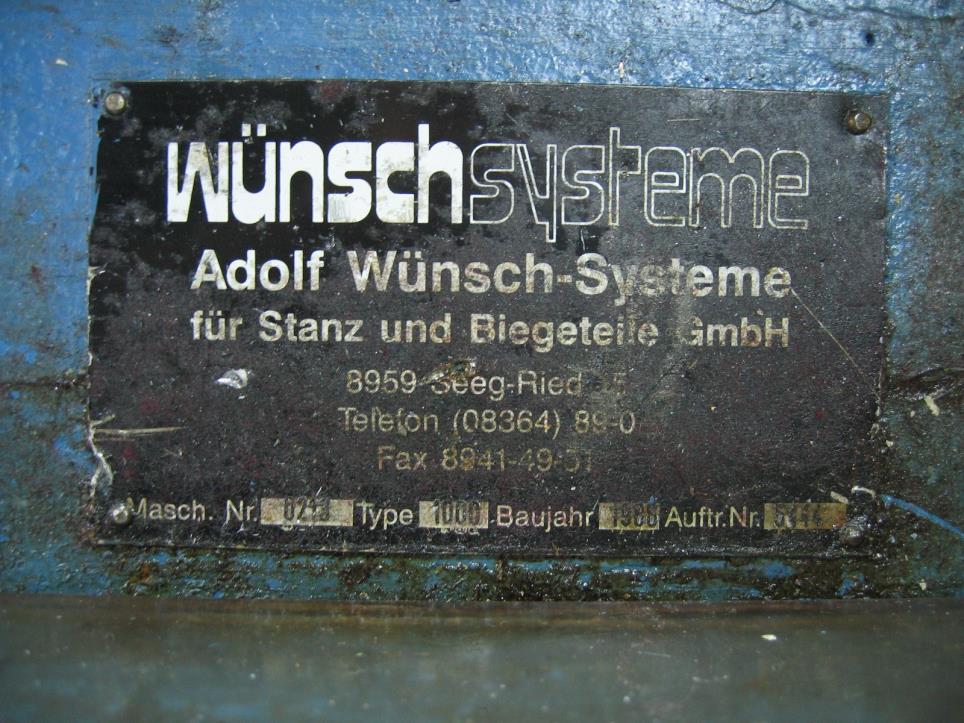 wünschsysteme
Adolf Wünsch-Systeme
für Stanz und Biegeteile GmbH
8959 Seeg-Ried
Telefon (08364) 89-0
Fax 8941-49-51
Masch. Nr. Type 1000 Baujahr Auftr. Nr.